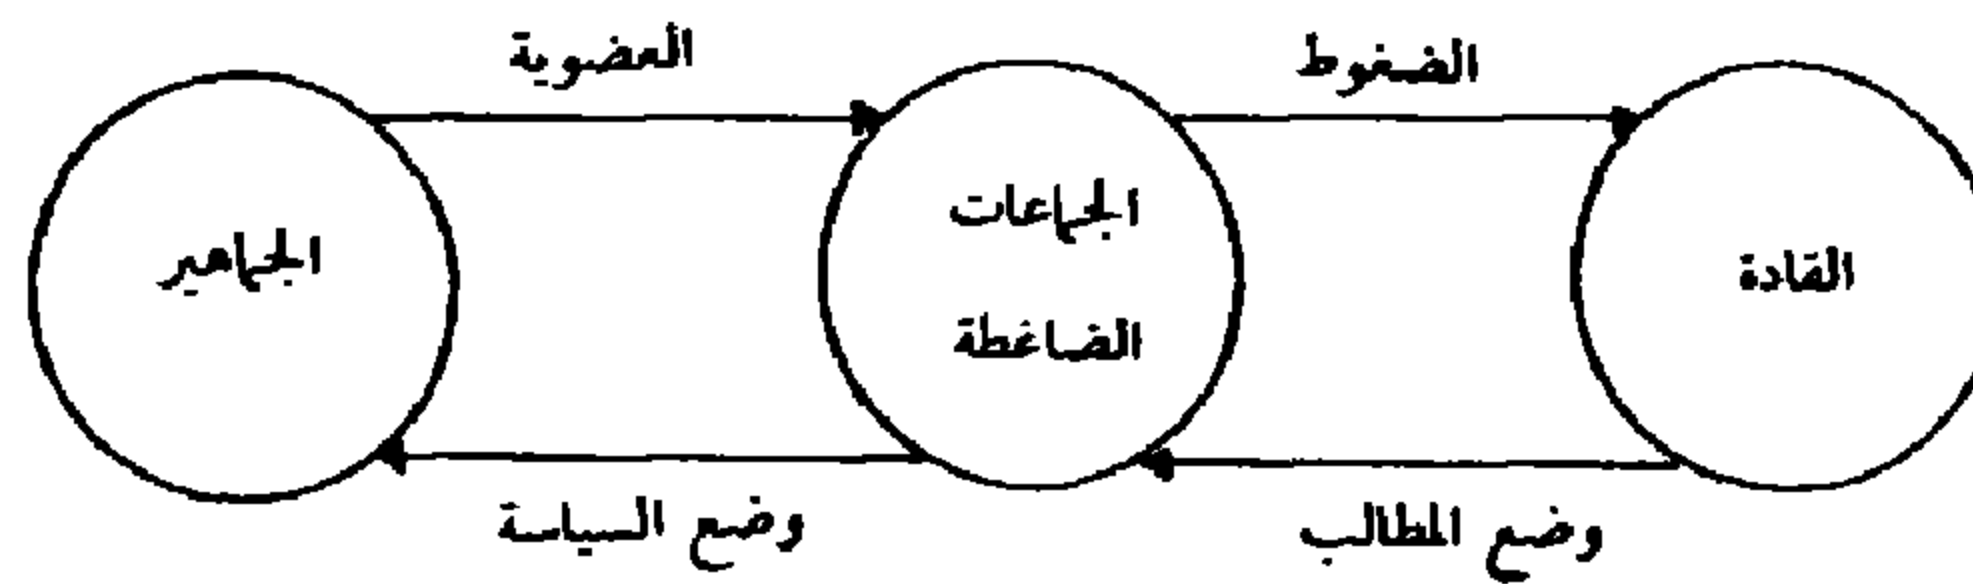 العضوية
الضغوط
الجماهير
الجماعات
الضاغطة
القادة
وضع السياسة
وضع المطالب